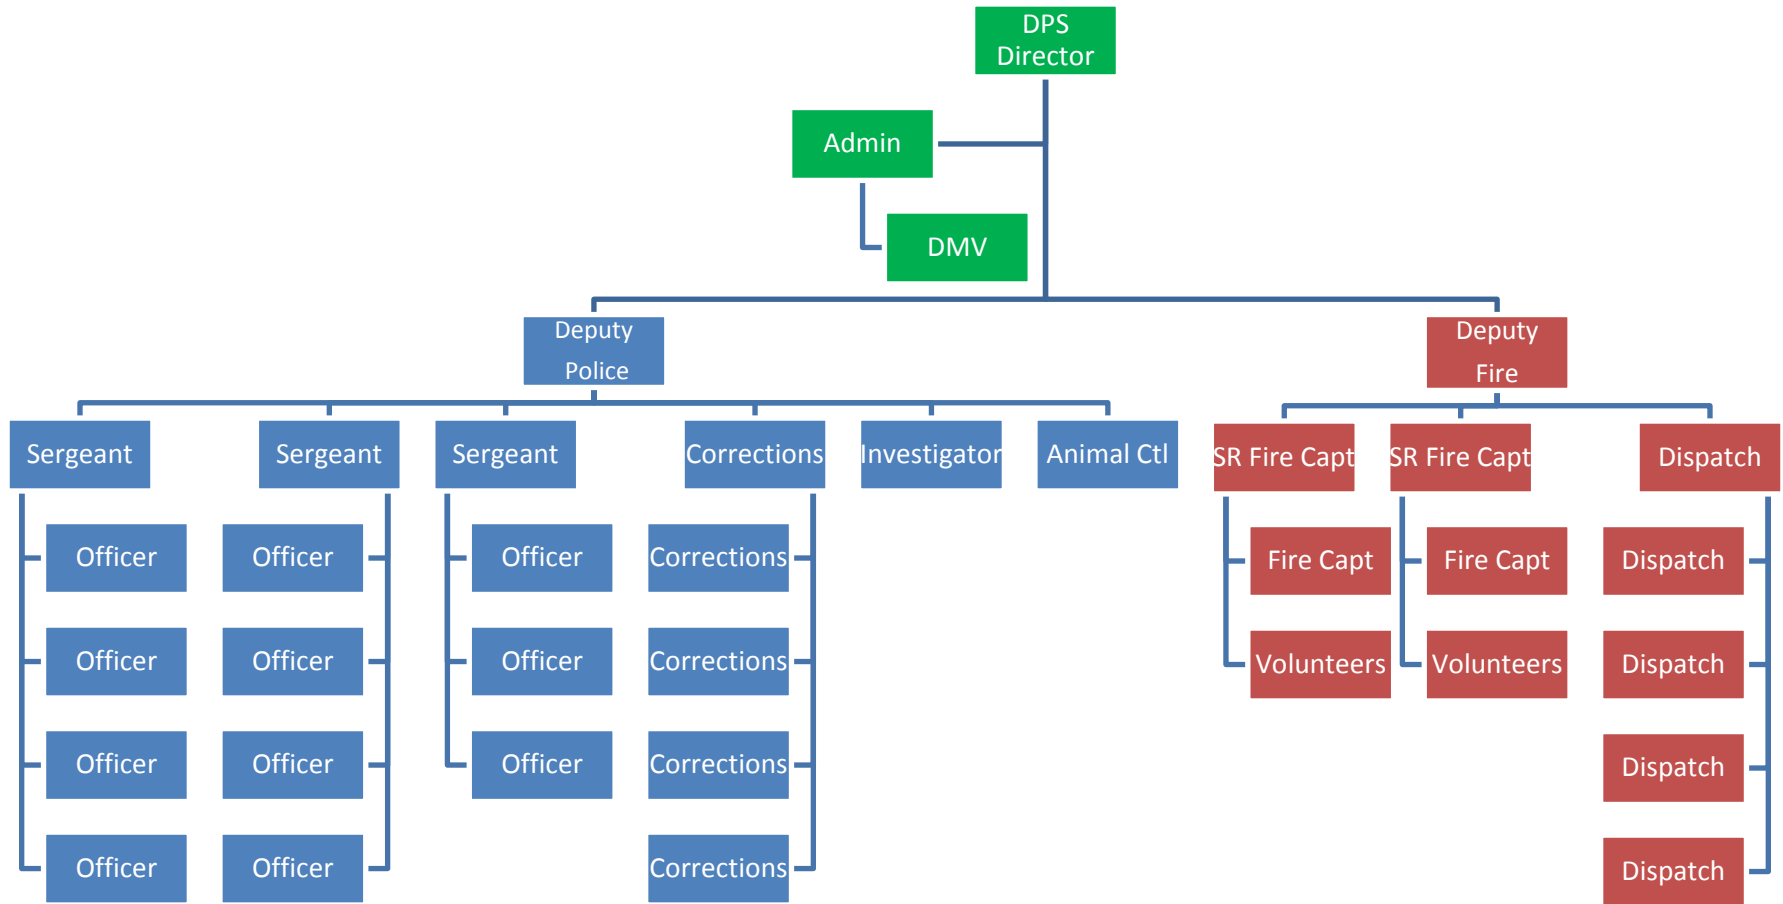 DPS
Director
Admin
DMV
Deputy
Police
Deputy
Fire
Sergeant
Sergeant
Sergeant
Corrections
Investigator
Animal Ctl
SR Fire Capt
SR Fire Capt
Dispatch
Officer
Officer
Officer
Corrections
Fire Capt
Fire Capt
Dispatch
Officer
Officer
Officer
Corrections
Volunteers
Volunteers
Dispatch
Officer
Officer
Officer
Corrections
Dispatch
Officer
Officer
Corrections
Dispatch